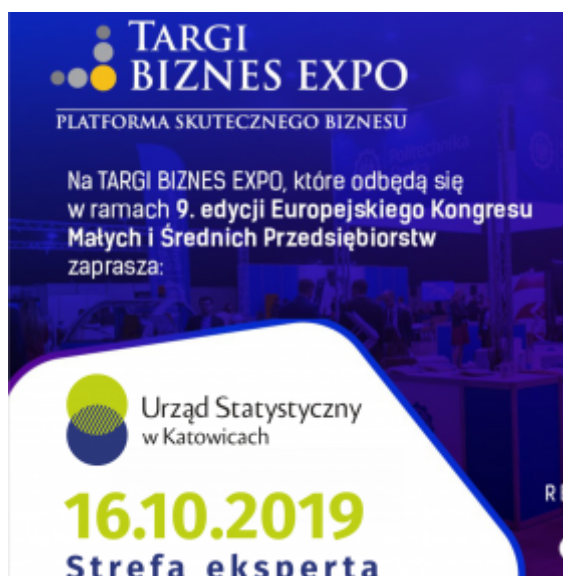 TARGI
BIZNES EXPO
PLATFORMA SKUTECZNEGO BIZNESU
Na TARGI BIZNES EXPO, które odbędą się
w ramach 9. edycji Europejskiego Kongresu
Małych i Średnich Przedsiębiorstw
zaprasza:
Urząd Statystyczny
w Katowicach
16.10.2019
Strefa eksperta